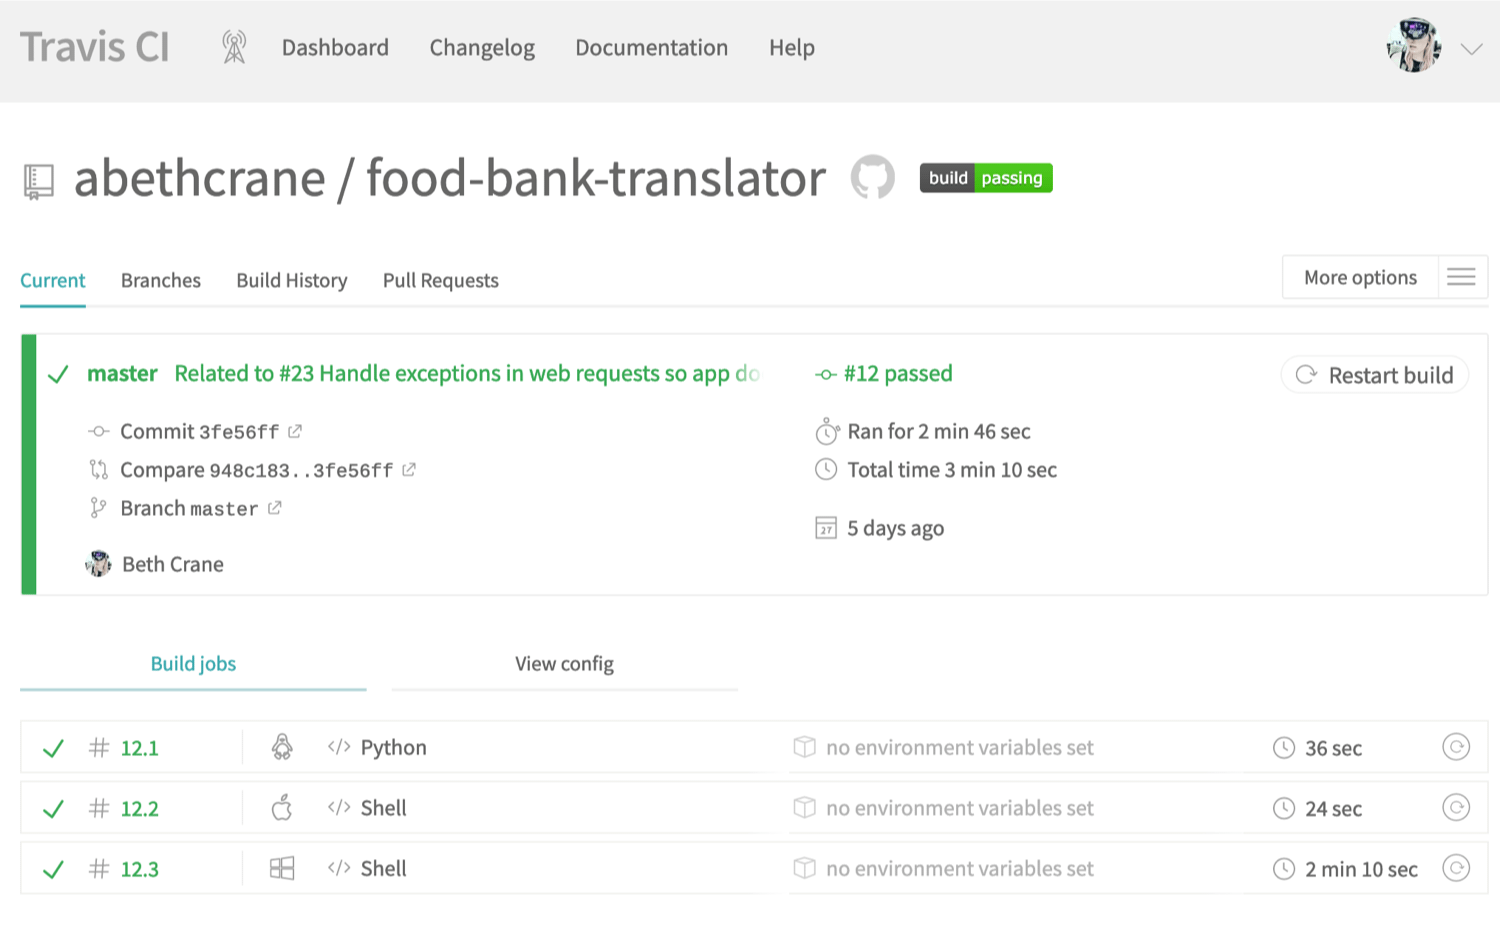 Travis CI Dashboard Changelog Documentation Help
abethcrane / food-bank-translator build passing
Current Branches Build History Pull Requests More options
master Related to #23 Handle exceptions in web requests so app do #12 passed Restart build
Commit 3fe56ff Ran for 2 min 46 sec
Compare 948c183..3fe56ff Total time 3 min 10 sec
Branch master 27 5 days ago
Beth Crane
Build jobs View config
# 12.1 </> Python no environment variables set 36 sec
# 12.2 </> Shell no environment variables set 24 sec
# 12.3 </> Shell no environment variables set 2 min 10 sec